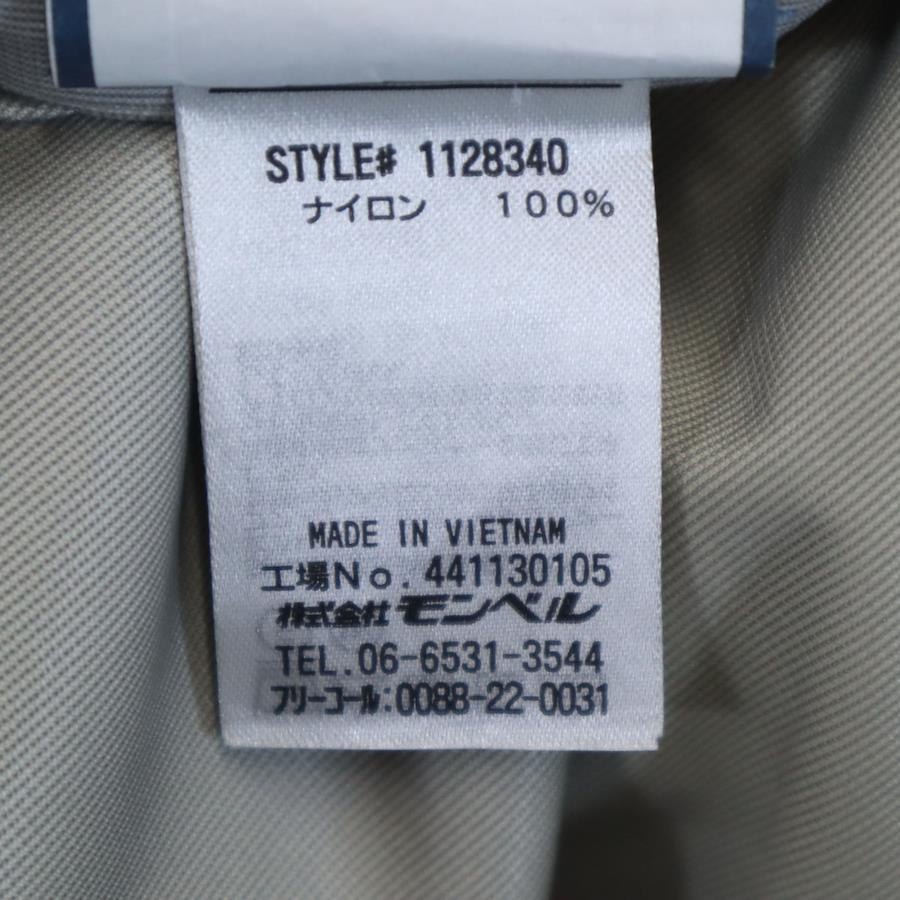 STYLE# 1128340
ナイロン　100%
MADE IN VIETNAM
工場No. 441130105
株式会社 モンベル
TEL.06-6531-3544
フリーコール:0088-22-0031